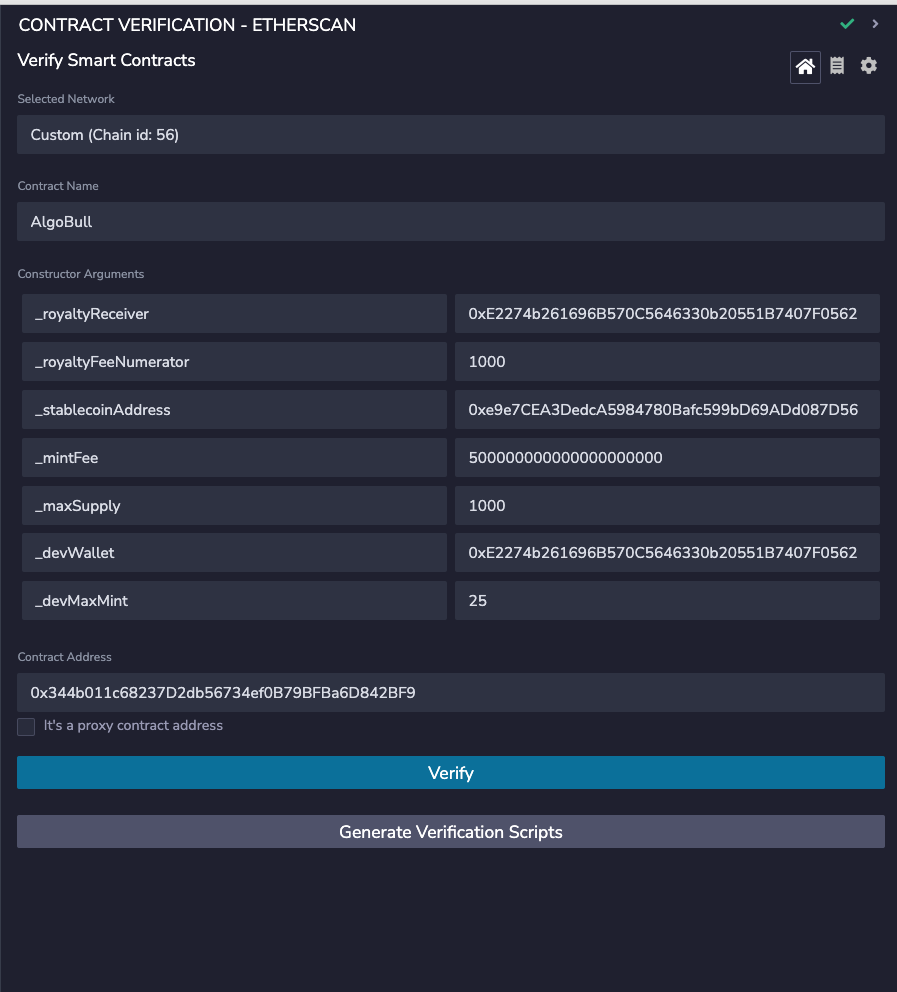 CONTRACT VERIFICATION - ETHERSCAN
Verify Smart Contracts
Selected Network
Custom (Chain id: 56)
Contract Name
AlgoBull
Constructor Arguments
_royaltyReceiver 0xE2274b261696B570C5646330b20551B7407F0562
_royaltyFeeNumerator 1000
_stablecoinAddress 0xe9e7CEA3DedcA5984780Bafc599bD69ADd087D56
_mintFee 500000000000000000000
_maxSupply 1000
_devWallet 0xE2274b261696B570C5646330b20551B7407F0562
_devMaxMint 25
Contract Address
0x344b011c68237D2db56734ef0B79BFBa6D842BF9
It's a proxy contract address
Verify
Generate Verification Scripts